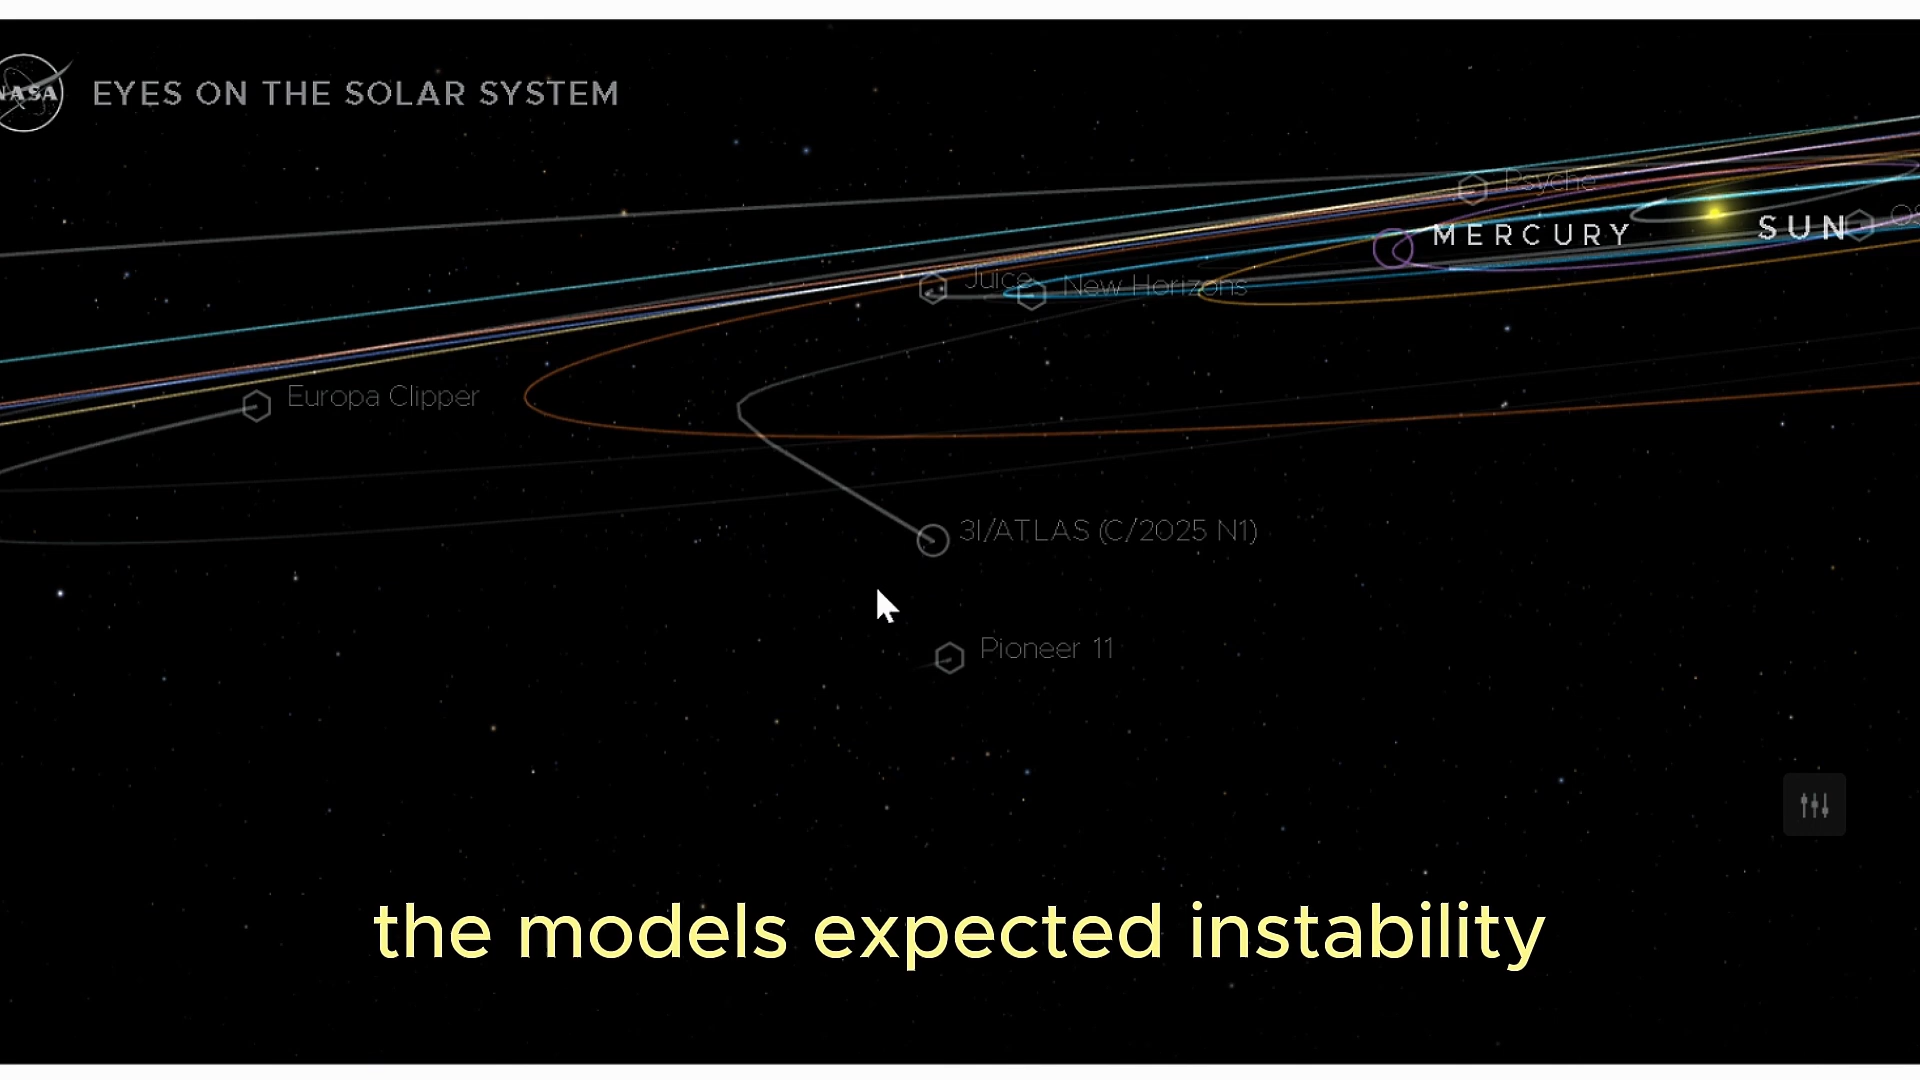 NASA
EYES ON THE SOLAR SYSTEM
Psyche
MERCURY
SUN
Juice
New Horizons
Europa Clipper
3I/ATLAS (C/2025 N1)
Pioneer 11
the models expected instability